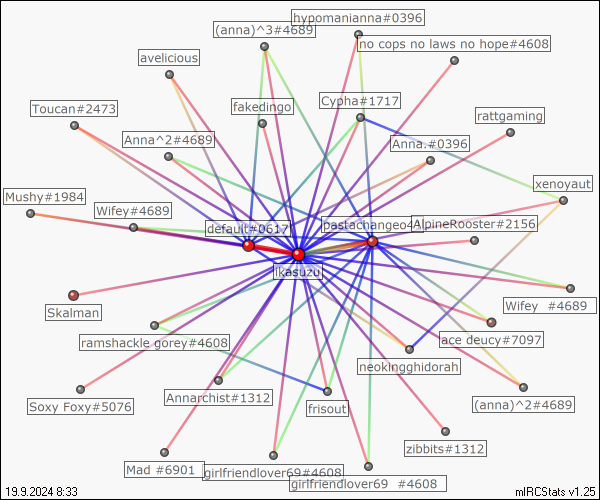 hypomanianna#0396
(anna)^3#4689
no cops no laws no hope#4608
avelicious
Toucan#2473
fakedingo
Cypha#1717
rattgaming
Anna^2#4689
Anna.#0396
xenoyaut
Mushy#1984
Wifey#4689
default#0617
pastachangeo4
AlpineRooster#2156
ikasuzu
Skalman
Wifey #4689
ramshackle gorey#4608
ace deucy#7097
neokingghidorah
Soxy Foxy#5076
Annarchist#1312
frisout
(anna)^2#4689
zibbits#1312
Mad #6901
girlfriendlover69#4608
girlfriendlover69 #4608
19.9.2024 8:33
mIRCStats v1.25